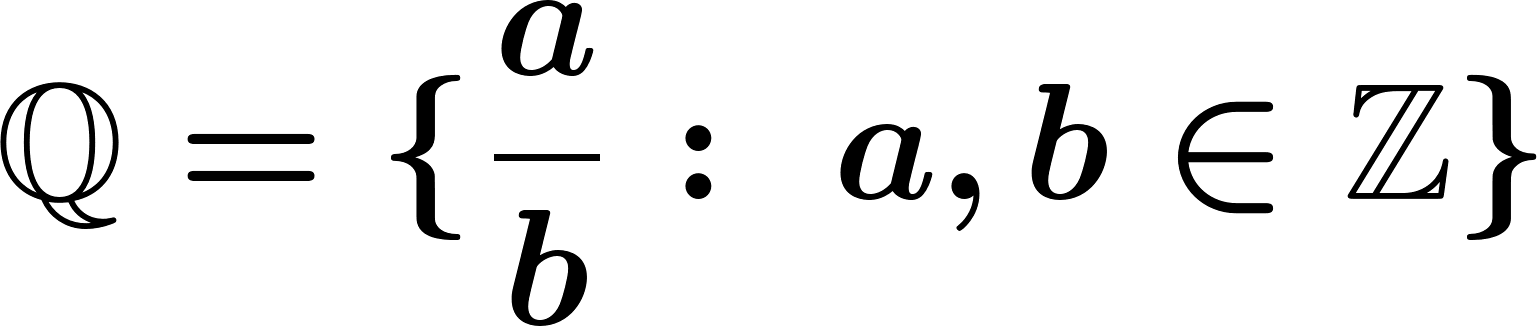 ℚ = {a/b : a, b ∈ ℤ}